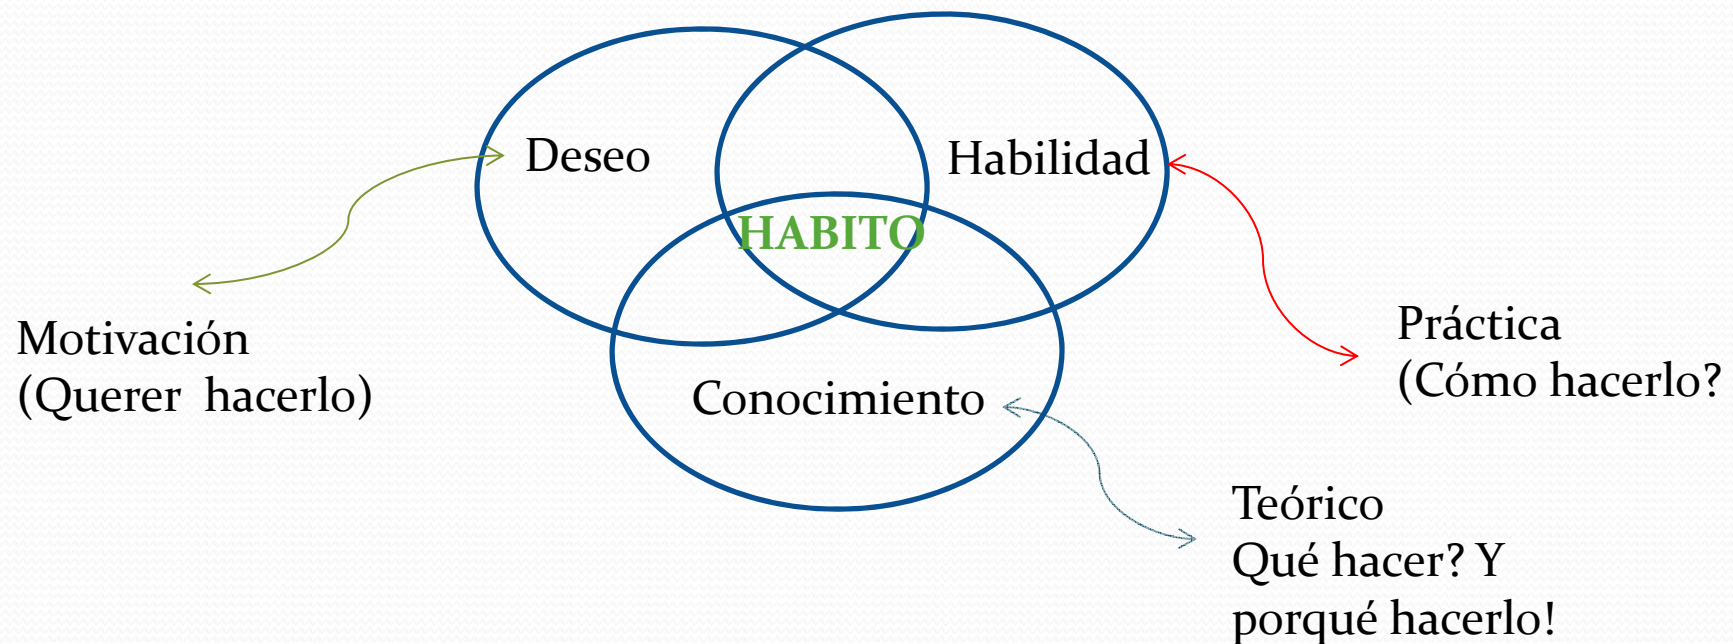 Deseo
Habilidad
HABITO
Motivación
(Querer hacerlo)
Práctica
(Cómo hacerlo?
Conocimiento
Teórico
Qué hacer? Y
porqué hacerlo!